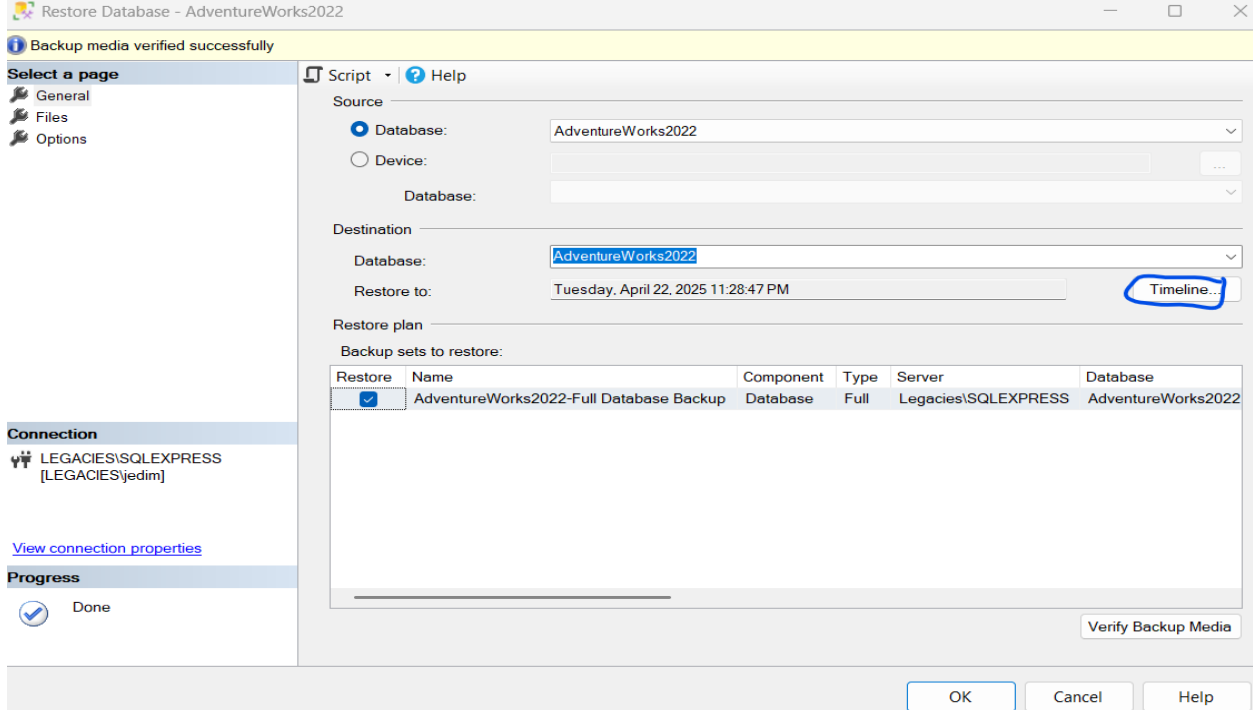 Restore Database - AdventureWorks2022
Backup media verified successfully
Select a page
General
Files
Options
Script
Help
Source
Database:
AdventureWorks2022
Device:
...
Database:
Destination
Database:
AdventureWorks2022
Restore to:
Tuesday, April 22, 2025 11:28:47 PM
Timeline...
Restore plan
Backup sets to restore:
Restore Name Component Type Server Database
AdventureWorks2022-Full Database Backup Database Full Legacies\SQLEXPRESS AdventureWorks2022
Connection
LEGACIES\SQLEXPRESS
[LEGACIES\jedim]
View connection properties
Progress
Done
Verify Backup Media
OK Cancel Help